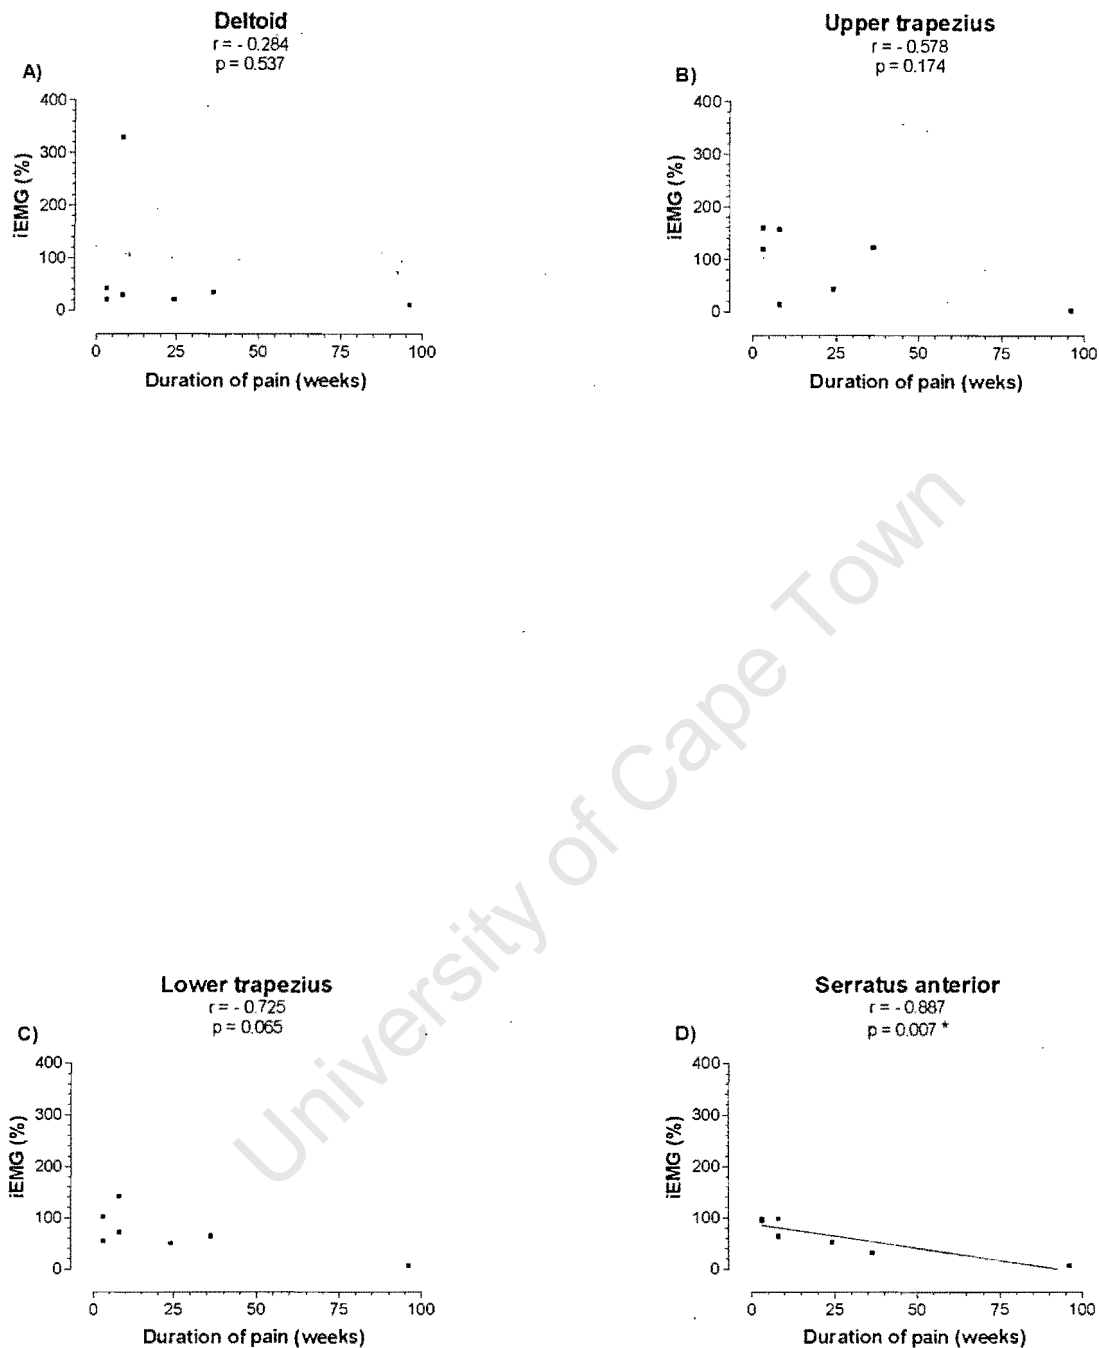 Deltoid
r = - 0.284
p = 0.537
A)
400
300
200
100
0
iEMG (%)
0 25 50 75 100
Duration of pain (weeks)
Upper trapezius
r = - 0.578
p = 0.174
B)
400
300
200
100
0
iEMG (%)
0 25 50 75 100
Duration of pain (weks)
University of Cape Town
Lower trapezius
r = - 0.725
p = 0.065
C)
400
300
200
100
0
iEMG (%)
0 25 50 75 100
Duration of pain (weeks)
Serratus anterior
r = - 0.887
p = 0.007 *
D)
400
300
200
100
0
iEMG (%)
0 25 50 75 100
Duration of pain (weeks)